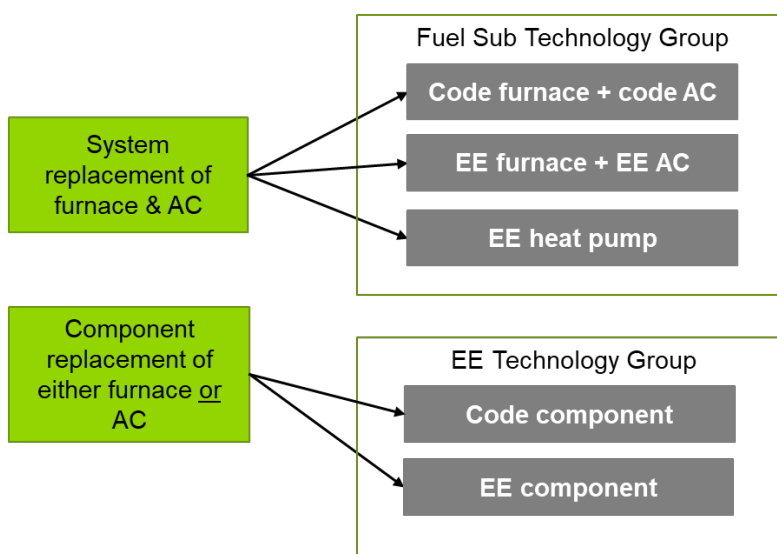 Fuel Sub Technology Group
Code furnace + code AC
System
replacement of
furnace & AC
EE furnace + EE AC
EE heat pump
Component
replacement of
either furnace or
AC
EE Technology Group
Code component
EE component